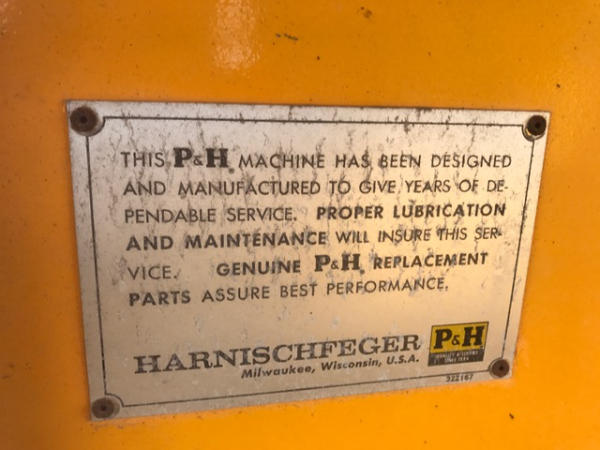 THIS P&H MACHINE HAS BEEN DESIGNED
AND MANUFACTURED TO GIVE YEARS OF DE-
PENDABLE SERVICE. PROPER LUBRICATION
AND MAINTENANCE WILL INSURE THIS SER-
VICE. GENUINE P&H REPLACEMENT
PARTS ASSURE BEST PERFORMANCE.
HARNISCHFEGER
Milwaukee, Wisconsin, U.S.A.
P&H
322167